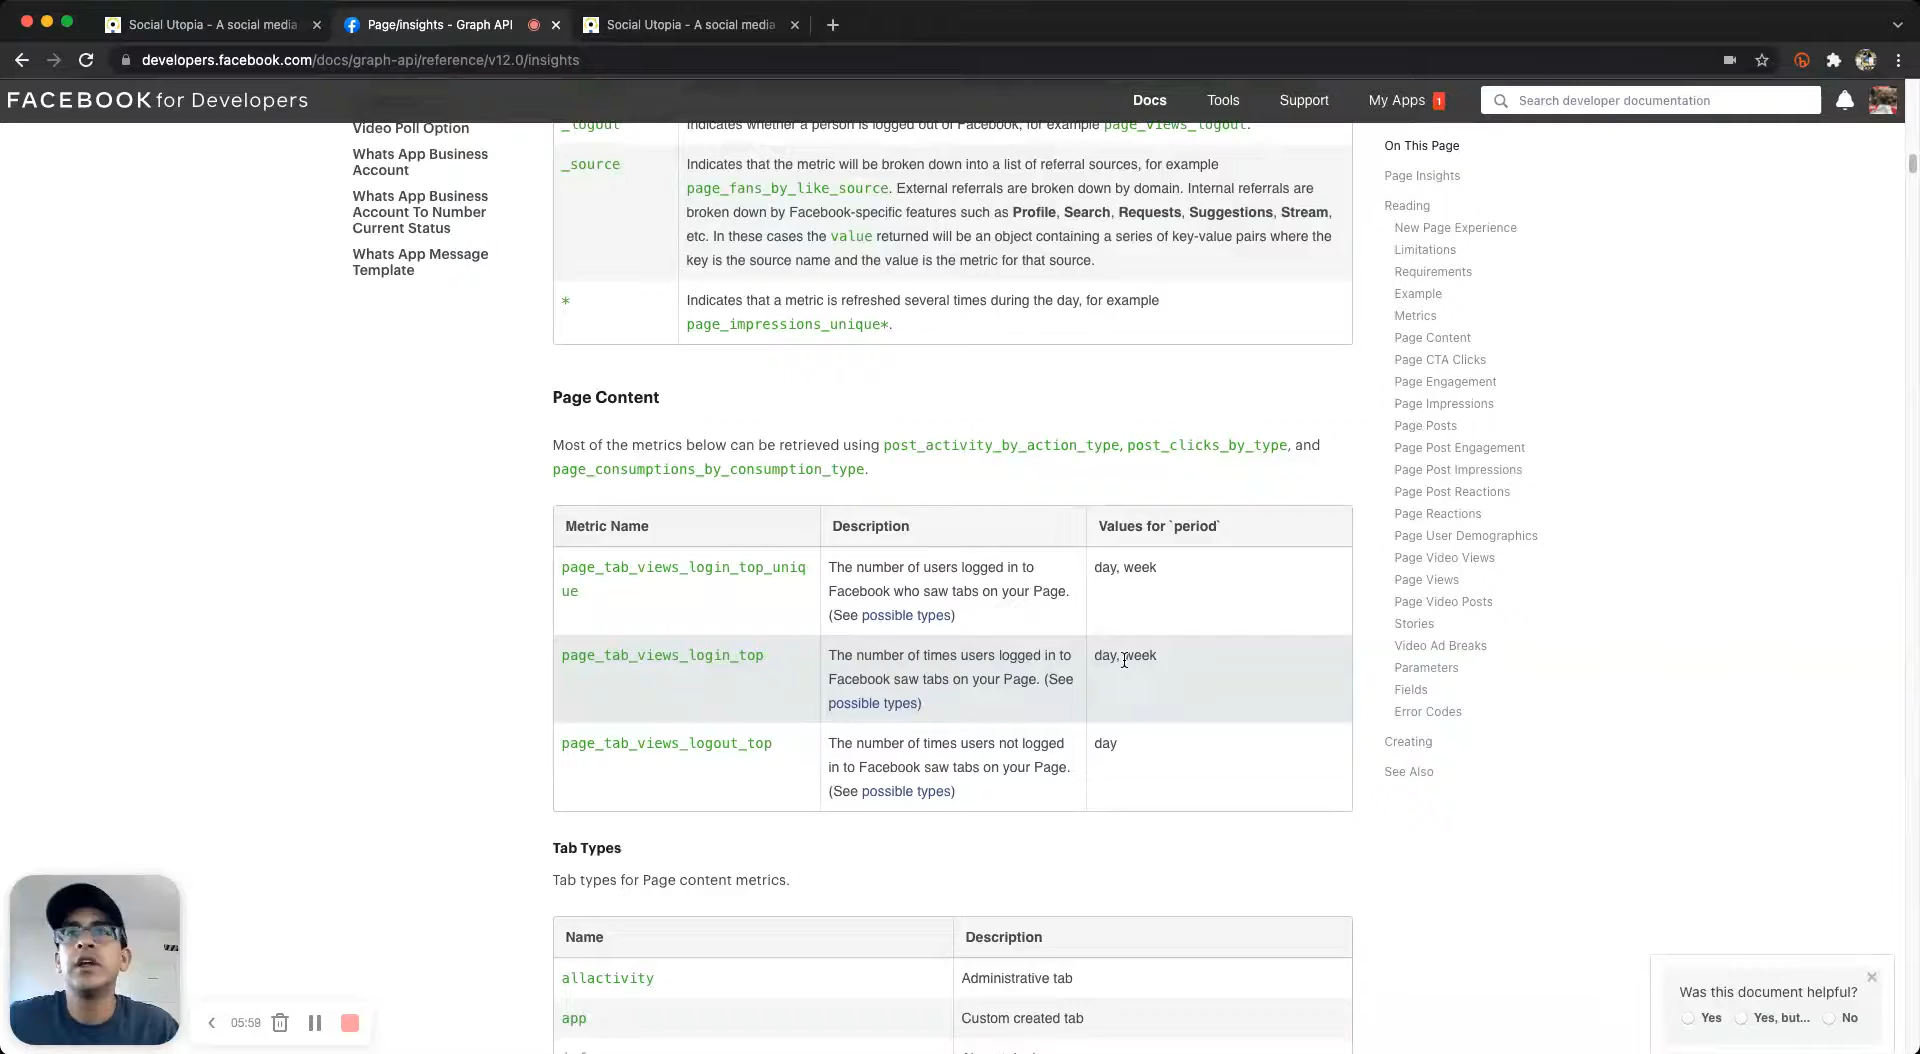 Social Utopia - A social media
Page/insights - Graph API
Social Utopia - A social media
developers.facebook.com/docs/graph-api/reference/v12.0/insights
FACEBOOK for Developers
Docs
Tools
Support
My Apps 1
Search developer documentation
Video Poll Option
Whats App Business
Account
Whats App Business
Account To Number
Current Status
Whats App Message
Template
_logout
Indicates whether a person is logged out of Facebook, for example page_views_logout.
_source
Indicates that the metric will be broken down into a list of referral sources, for example
page_fans_by_like_source. External referrals are broken down by domain. Internal referrals are
broken down by Facebook-specific features such as Profile, Search, Requests, Suggestions, Stream,
etc. In these cases the value returned will be an object containing a series of key-value pairs where the
key is the source name and the value is the metric for that source.
*
Indicates that a metric is refreshed several times during the day, for example
page_impressions_unique*.
Page Content
Most of the metrics below can be retrieved using post_activity_by_action_type, post_clicks_by_type, and
page_consumptions_by_consumption_type.
Metric Name
Description
Values for `period`
page_tab_views_login_top_uniq
ue
The number of users logged in to
Facebook who saw tabs on your Page.
(See possible types)
day, week
page_tab_views_login_top
The number of times users logged in to
Facebook saw tabs on your Page. (See
possible types)
day, week
page_tab_views_logout_top
The number of times users not logged
in to Facebook saw tabs on your Page.
(See possible types)
day
Tab Types
Tab types for Page content metrics.
Name
Description
allactivity
Administrative tab
app
Custom created tab
On This Page
Page Insights
Reading
New Page Experience
Limitations
Requirements
Example
Metrics
Page Content
Page CTA Clicks
Page Engagement
Page Impressions
Page Posts
Page Post Engagement
Page Post Impressions
Page Post Reactions
Page Reactions
Page User Demographics
Page Video Views
Page Views
Page Video Posts
Stories
Video Ad Breaks
Parameters
Fields
Error Codes
Creating
See Also
05:59
Was this document helpful?
Yes
Yes, but...
No